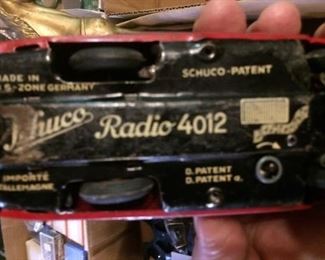 MADE IN
U.S-ZONE GERMANY
SCHUCO-PATENT
Schuco Radio 4012
IMPORTÉ
D'ALLEMAGNE
D. PATENT
D. PATENT a.